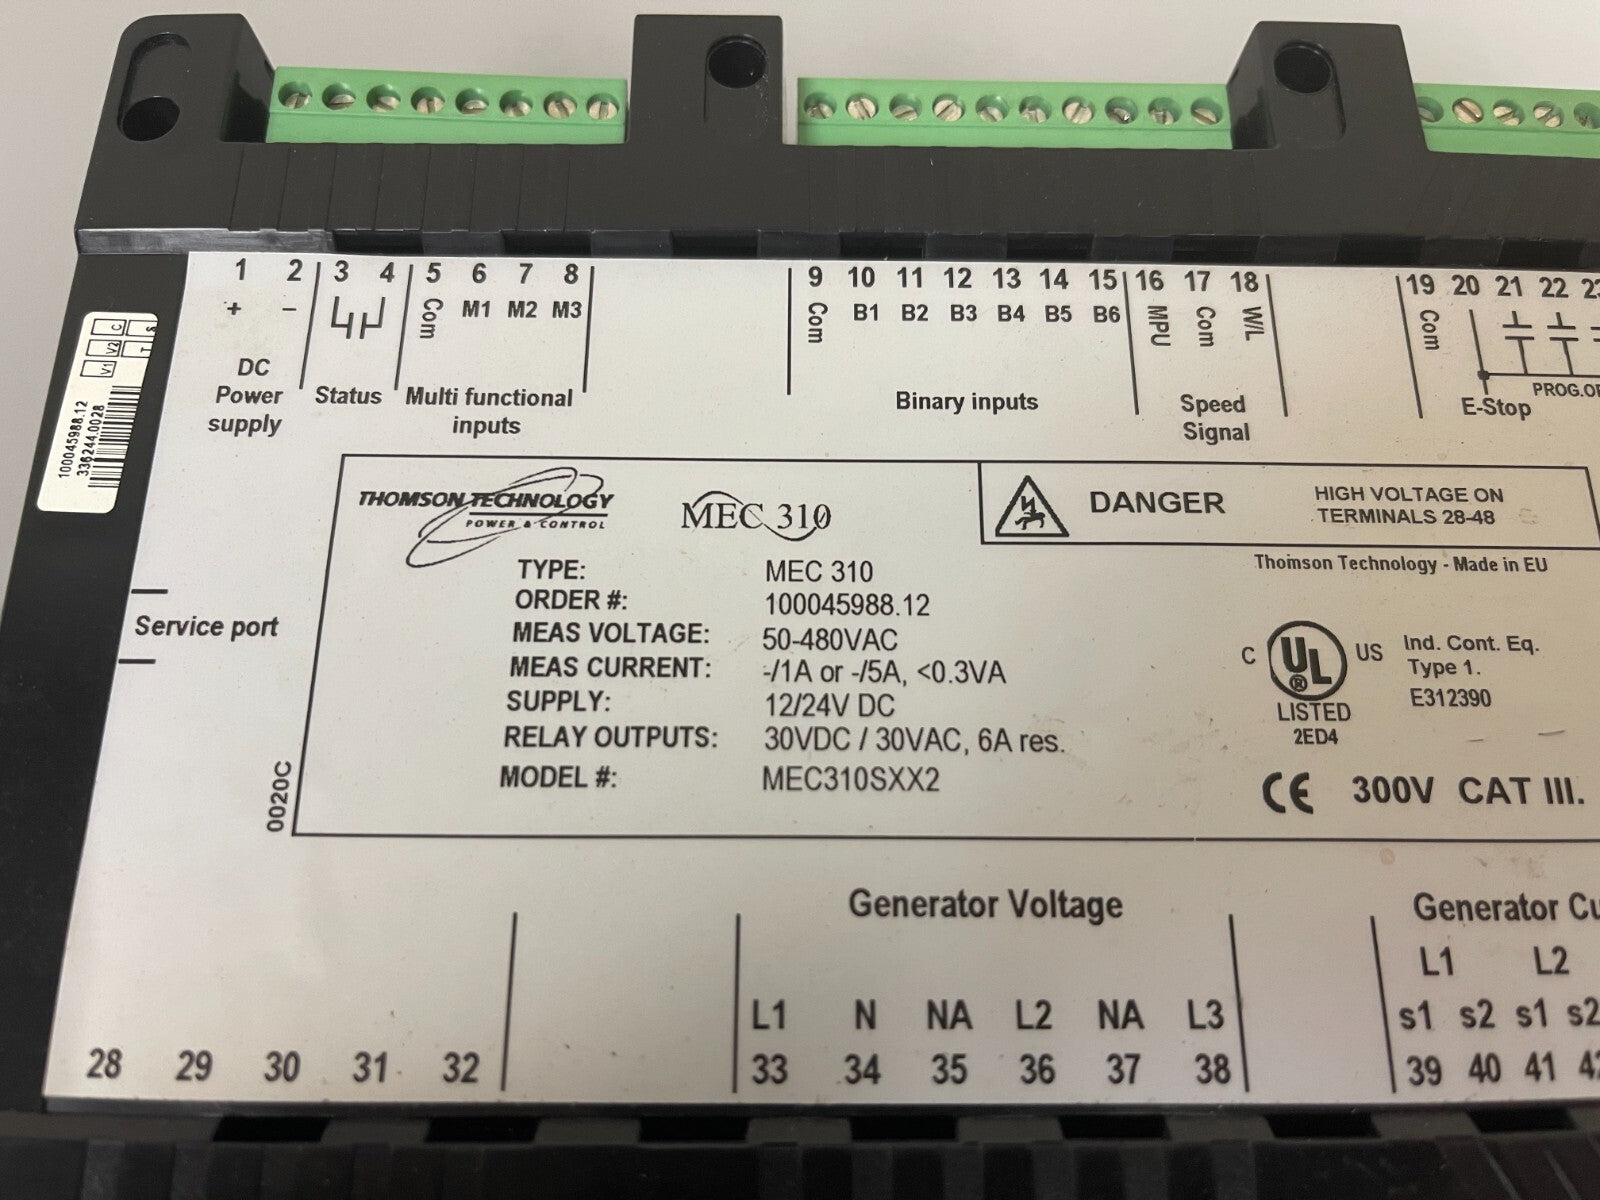 1 2 3 4 5 6 7 8 9 10 11 12 13 14 15 16 17 18 19 20 21 22
+ − Com M1 M2 M3 Com B1 B2 B3 B4 B5 B6 MPU Com W/L Com
DC
Power
supply
Status
Multi functional
inputs
Binary inputs
Speed
Signal
E-Stop
C S
V2 T
V1
100045988.12
336244.0028
THOMSON TECHNOLOGY
POWER & CONTROL
MEC 310
DANGER
HIGH VOLTAGE ON
TERMINALS 28-48
Thomson Technology - Made in EU
Service port
TYPE: MEC 310
ORDER #: 100045988.12
MEAS VOLTAGE: 50-480VAC
MEAS CURRENT: -/1A or -/5A, <0.3VA
SUPPLY: 12/24V DC
RELAY OUTPUTS: 30VDC / 30VAC, 6A res.
MODEL #: MEC310SXX2
0020C
C UL ® US
LISTED
2ED4
Ind. Cont. Eq.
Type 1.
E312390
CE 300V CAT III.
Generator Voltage
Generator
L1 L2
L1 N NA L2 NA L3 s1 s2 s1 s2
28 29 30 31 32 33 34 35 36 37 38 39 40 41